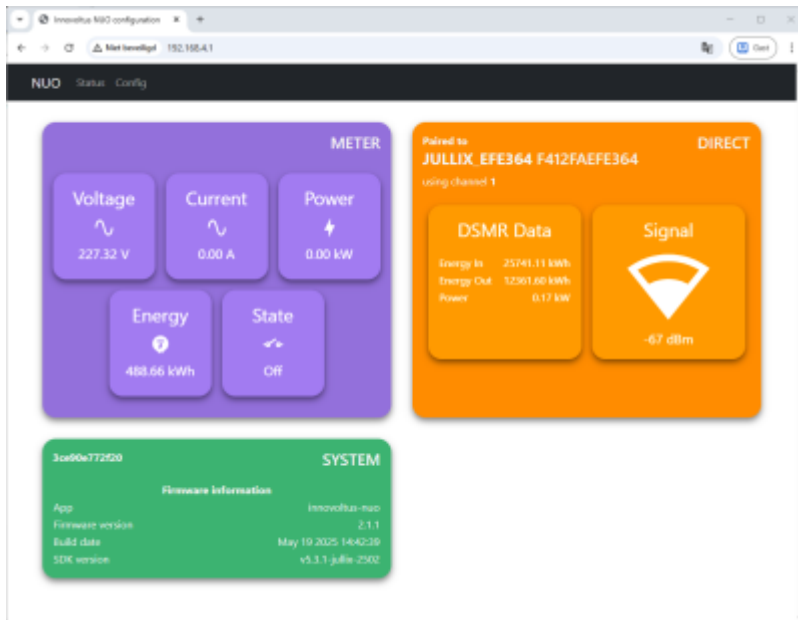 Innovoltus NUO configuration
Niet beveiligd 192.168.4.1
Gast
NUO Status Config
METER
Voltage
227.32 V
Current
0.00 A
Power
0.00 kW
Energy
488.66 kWh
State
Off
DIRECT
Paired to
JULLIX_EFE364 F412FAEFE364
using channel 1
DSMR Data
Energy In 25741.11 kWh
Energy Out 12361.60 kWh
Power 0.17 kW
Signal
-67 dBm
3ce90e772f20
SYSTEM
Firmware information
App innovoltus-nuo
Firmware version 2.1.1
Build date May 19 2025 14:42:39
SDK version v5.3.1-jullix-2502